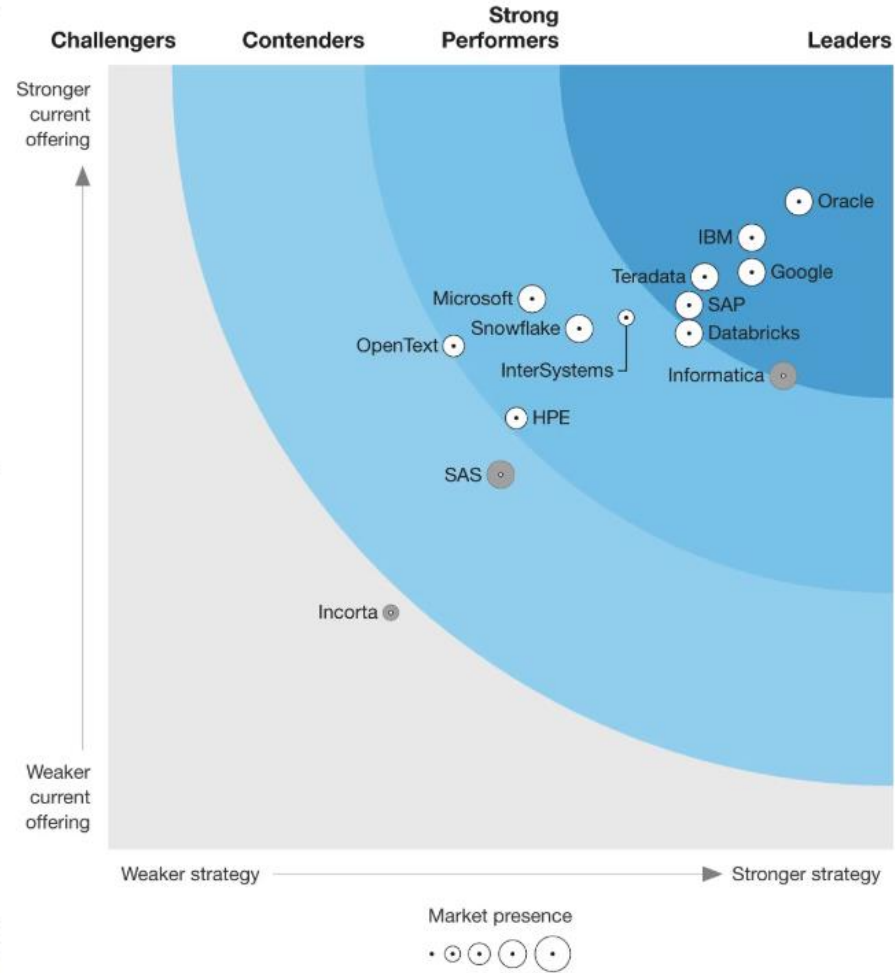 Challengers
Contenders
Strong
Performers
Leaders
Stronger
current
offering
Oracle
IBM
Google
Teradata
SAP
Microsoft
Snowflake
Databricks
OpenText
InterSystems
Informatica
HPE
SAS
Incorta
Weaker
current
offering
Weaker strategy
Stronger strategy
Market presence